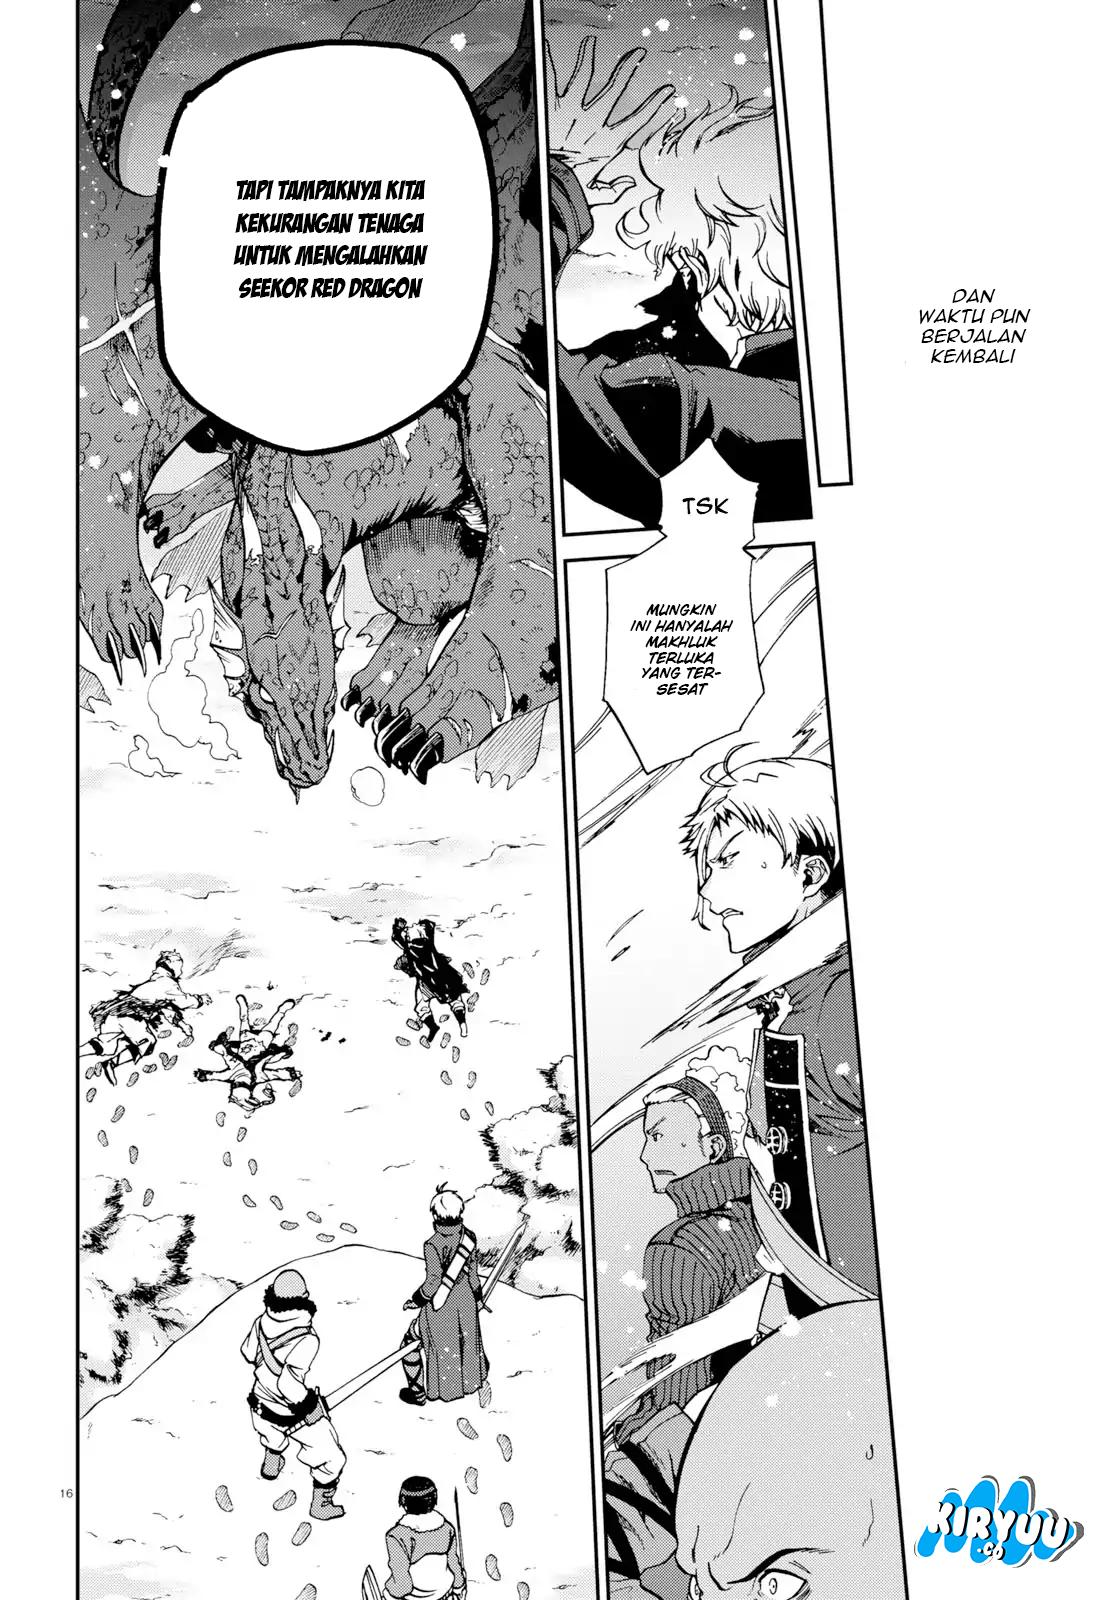 DAN
WAKTU PUN
BERJALAN
KEMBALI
TSK
MUNGKIN
INI HANYALAH
MAKHLUK
TERLUKA
YANG TER-
SESAT
TAPI TAMPAKNYA KITA
KEKURANGAN TENAGA
UNTUK MENGALAHKAN
SEEKOR RED DRAGON
16
KIRYUU
.CO